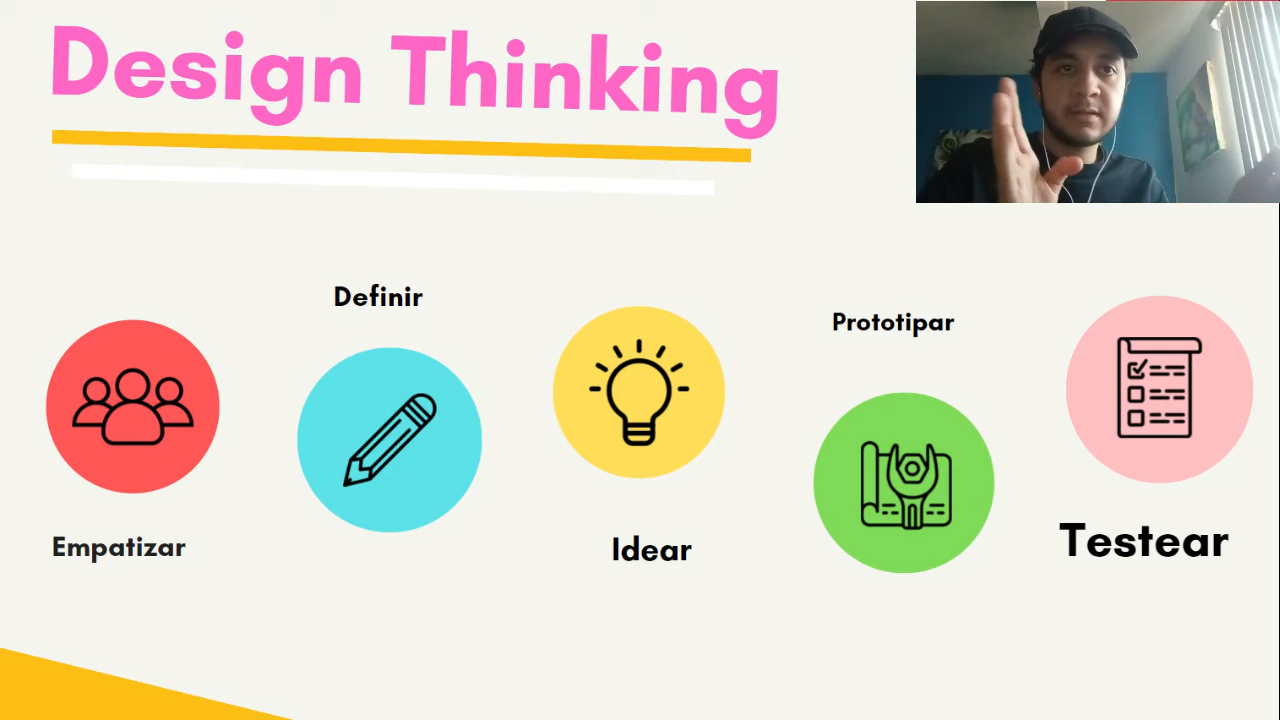 Design Thinking
Empatizar
Definir
Idear
Prototipar
Testear